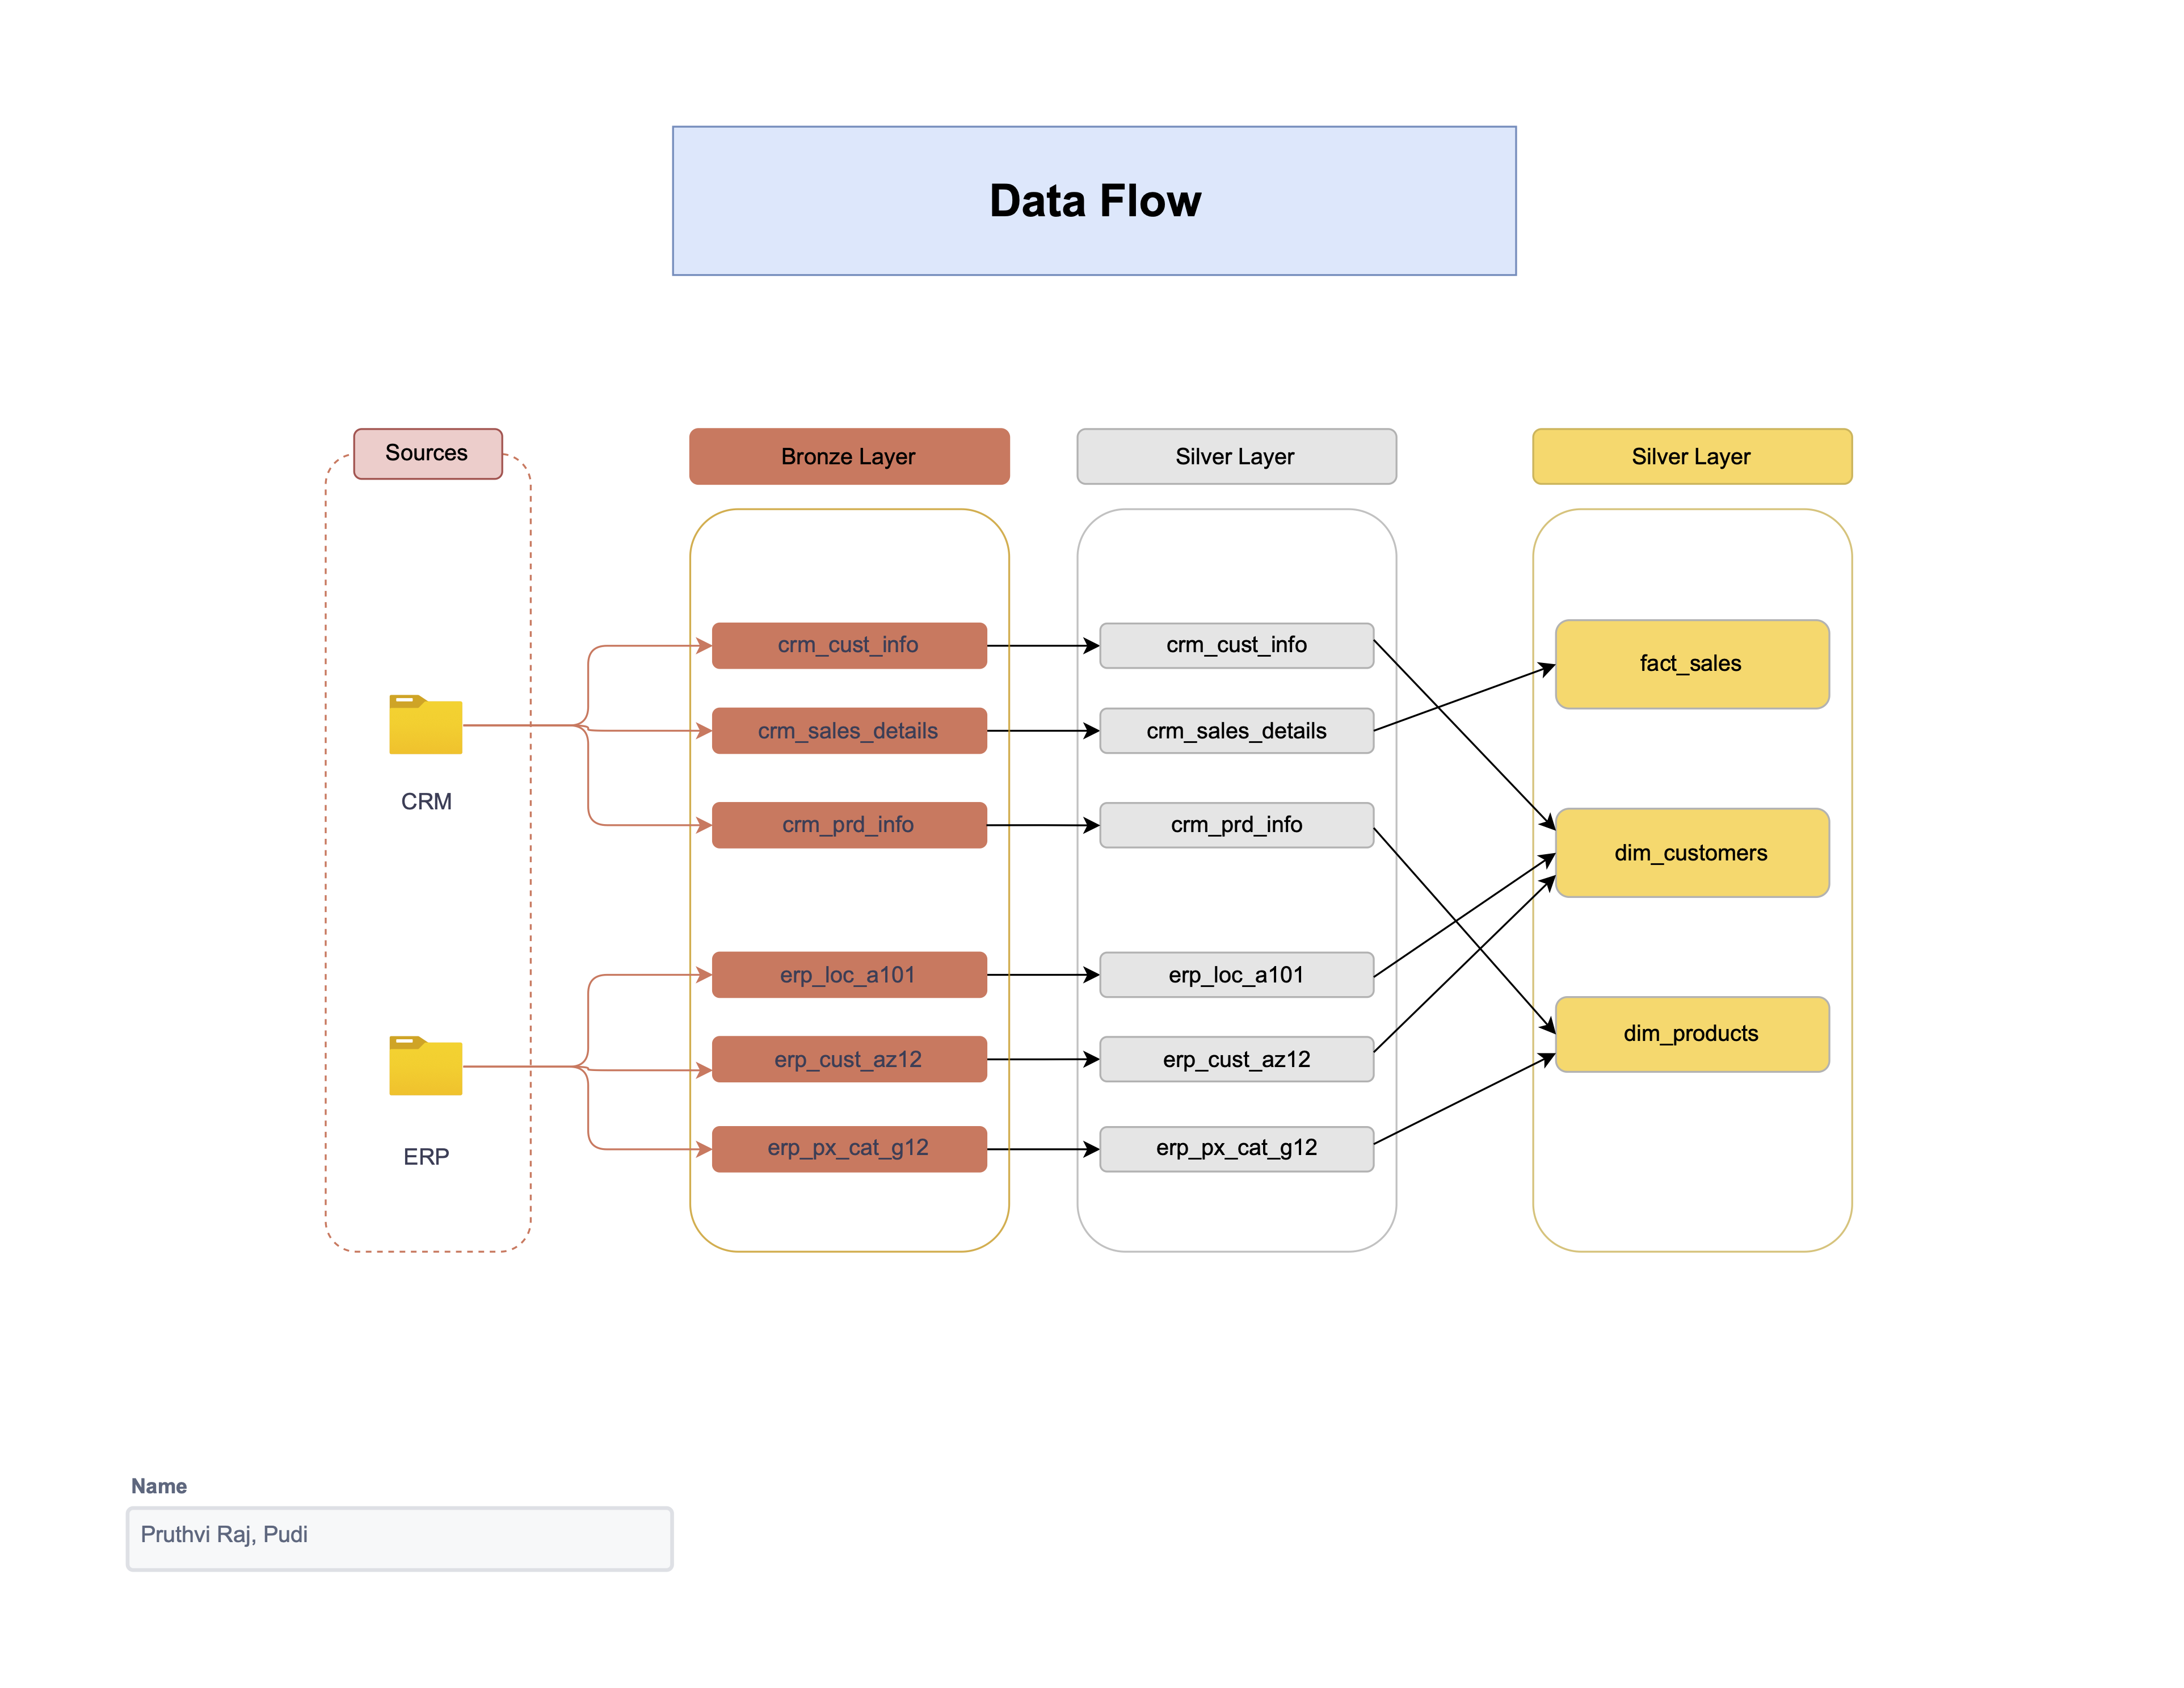 Data Flow
Sources
Bronze Layer
Silver Layer
Silver Layer
crm_cust_info
crm_cust_info
fact_sales
crm_sales_details
crm_sales_details
CRM
crm_prd_info
crm_prd_info
dim_customers
erp_loc_a101
erp_loc_a101
dim_products
erp_cust_az12
erp_cust_az12
ERP
erp_px_cat_g12
erp_px_cat_g12
Name
Pruthvi Raj, Pudi